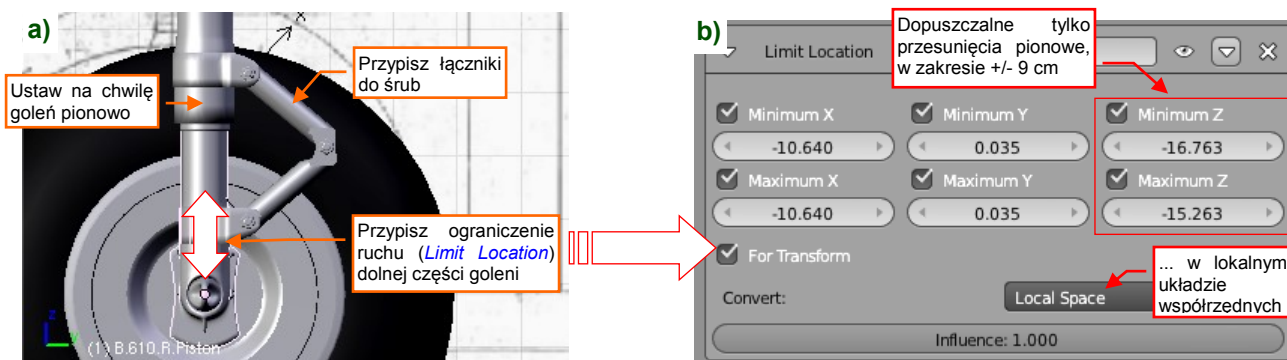 a)
X
Ustaw na chwilę
goleń pionowo
Przypisz łączniki
do śrub
Przypisz ograniczenie
ruchu (Limit Location)
dolnej części goleni
z
y
(1) B.610.R.Piston
b)
Limit Location
Dopuszczalne tylko
przesunięcia pionowe,
w zakresie +/- 9 cm
Minimum X
Minimum Y
Minimum Z
-10.640
0.035
-16.763
Maximum X
Maximum Y
Maximum Z
-10.640
0.035
-15.263
For Transform
Convert:
Local Space
... w lokalnym
układzie
współrzędnych
Influence: 1.000